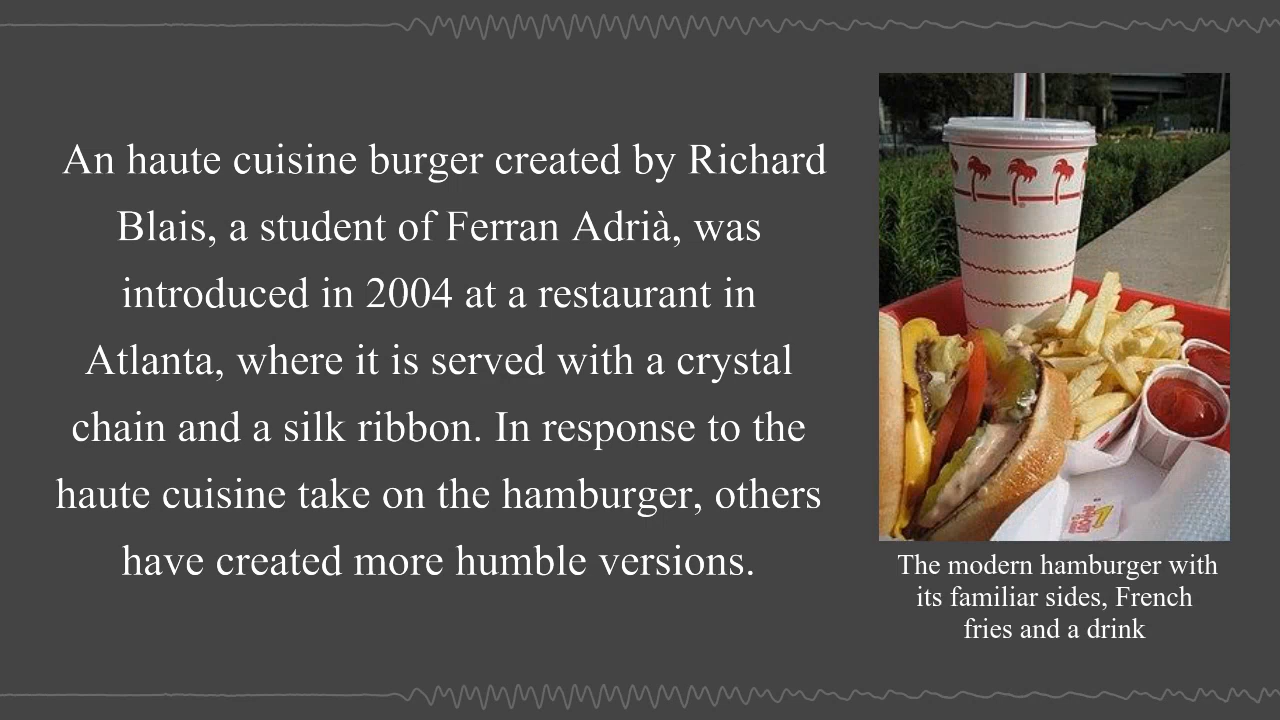 An haute cuisine burger created by Richard
Blais, a student of Ferran Adrià, was
introduced in 2004 at a restaurant in
Atlanta, where it is served with a crystal
chain and a silk ribbon. In response to the
haute cuisine take on the hamburger, others
have created more humble versions.
The modern hamburger with
its familiar sides, French
fries and a drink